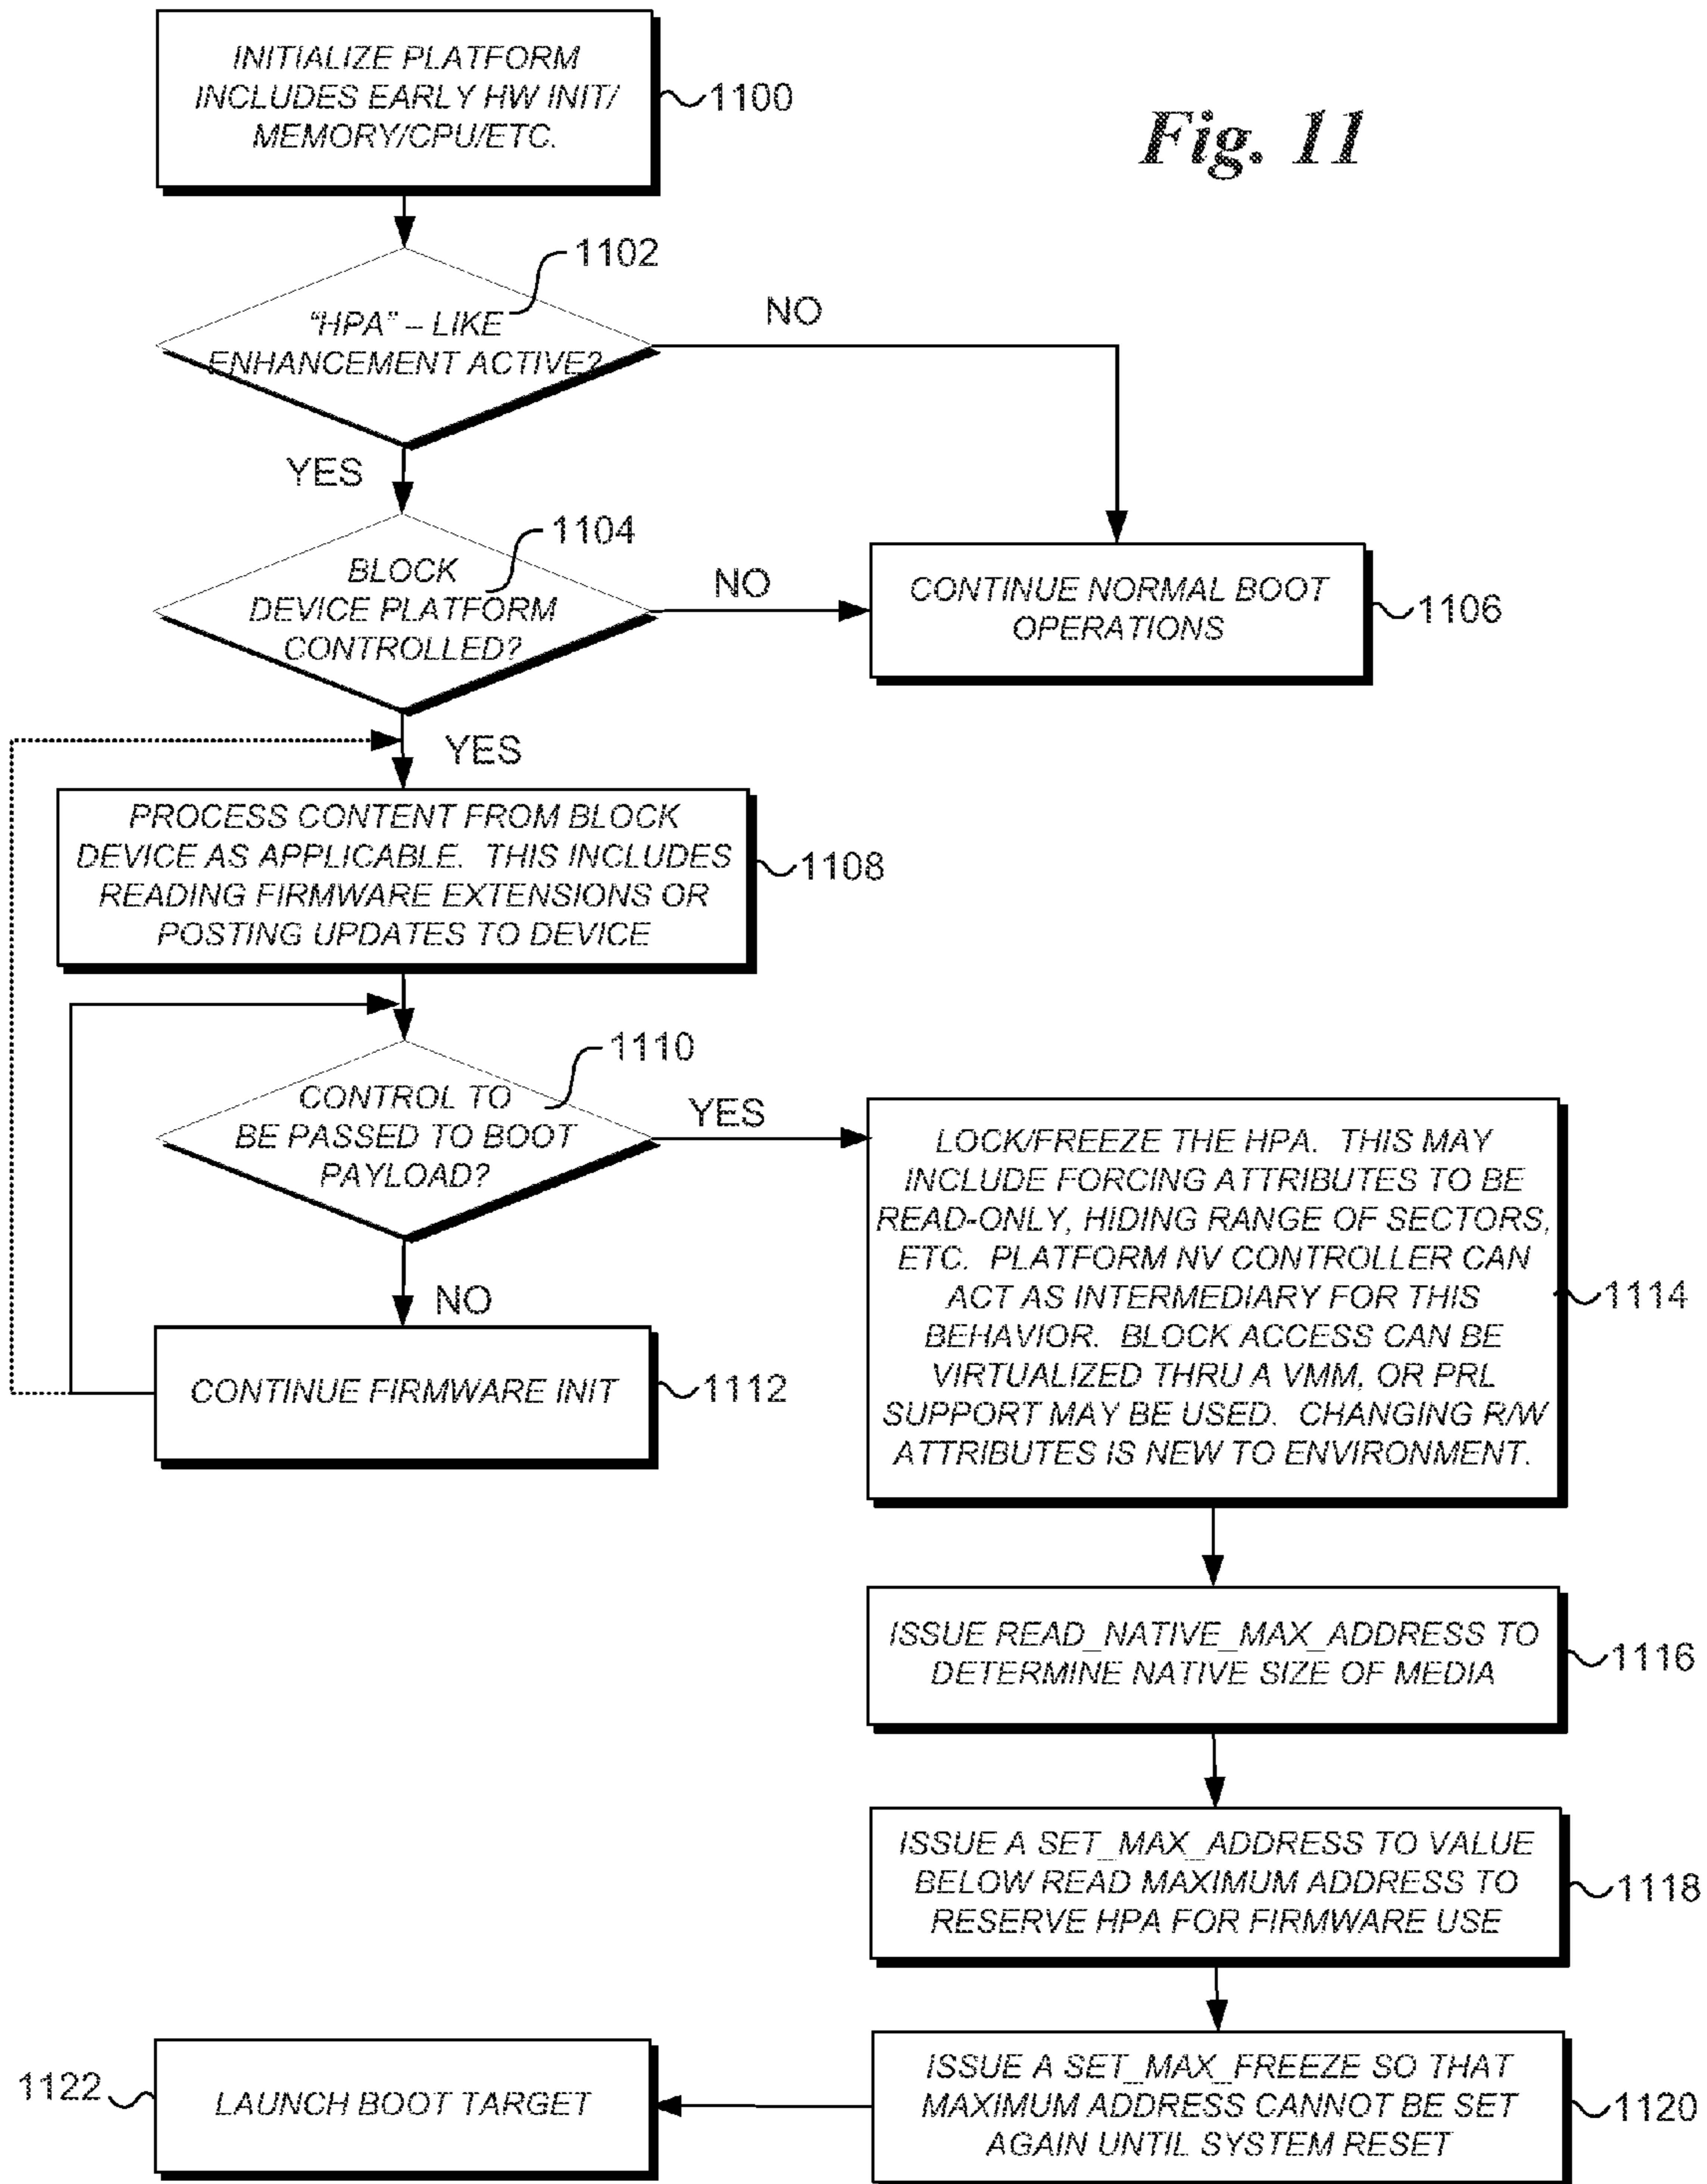 INITIALIZE PLATFORM
INCLUDES EARLY HW INIT/
MEMORY/CPU/ETC.
1100
Fig. 11
1102
"HPA" – LIKE
ENHANCEMENT ACTIVE?
NO
YES
1104
BLOCK
DEVICE PLATFORM
CONTROLLED?
NO
CONTINUE NORMAL BOOT
OPERATIONS
1106
YES
PROCESS CONTENT FROM BLOCK
DEVICE AS APPLICABLE. THIS INCLUDES
READING FIRMWARE EXTENSIONS OR
POSTING UPDATES TO DEVICE
1108
1110
CONTROL TO
BE PASSED TO BOOT
PAYLOAD?
YES
NO
CONTINUE FIRMWARE INIT
1112
LOCK/FREEZE THE HPA. THIS MAY
INCLUDE FORCING ATTRIBUTES TO BE
READ-ONLY, HIDING RANGE OF SECTORS,
ETC. PLATFORM NV CONTROLLER CAN
ACT AS INTERMEDIARY FOR THIS
BEHAVIOR. BLOCK ACCESS CAN BE
VIRTUALIZED THRU A VMM, OR PRL
SUPPORT MAY BE USED. CHANGING R/W
ATTRIBUTES IS NEW TO ENVIRONMENT.
1114
ISSUE READ_NATIVE_MAX_ADDRESS TO
DETERMINE NATIVE SIZE OF MEDIA
1116
ISSUE A SET_MAX_ADDRESS TO VALUE
BELOW READ MAXIMUM ADDRESS TO
RESERVE HPA FOR FIRMWARE USE
1118
ISSUE A SET_MAX_FREEZE SO THAT
MAXIMUM ADDRESS CANNOT BE SET
AGAIN UNTIL SYSTEM RESET
1120
1122
LAUNCH BOOT TARGET